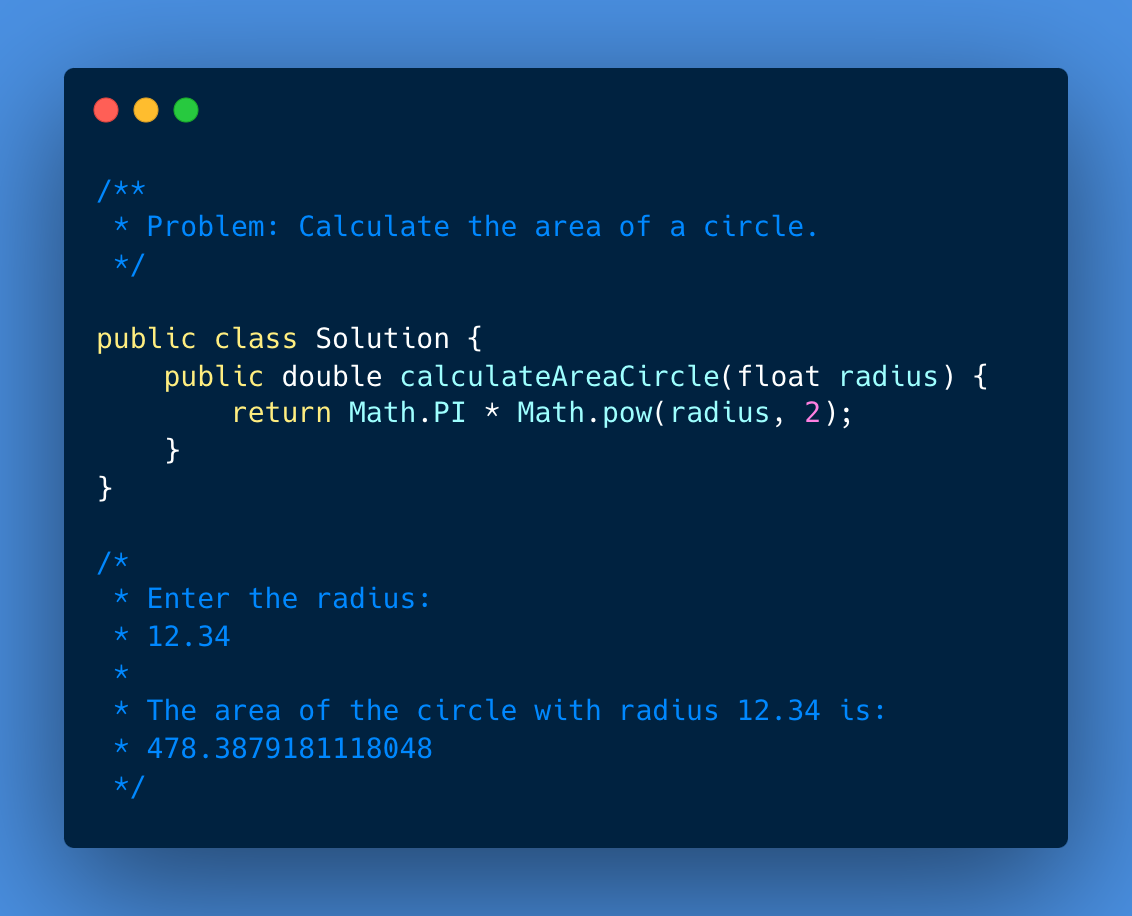 /**
 * Problem: Calculate the area of a circle.
 */
public class Solution {
    public double calculateAreaCircle(float radius) {
        return Math.PI * Math.pow(radius, 2);
    }
}
/*
 * Enter the radius:
 * 12.34
 *
 * The area of the circle with radius 12.34 is:
 * 478.3879181118048
 */